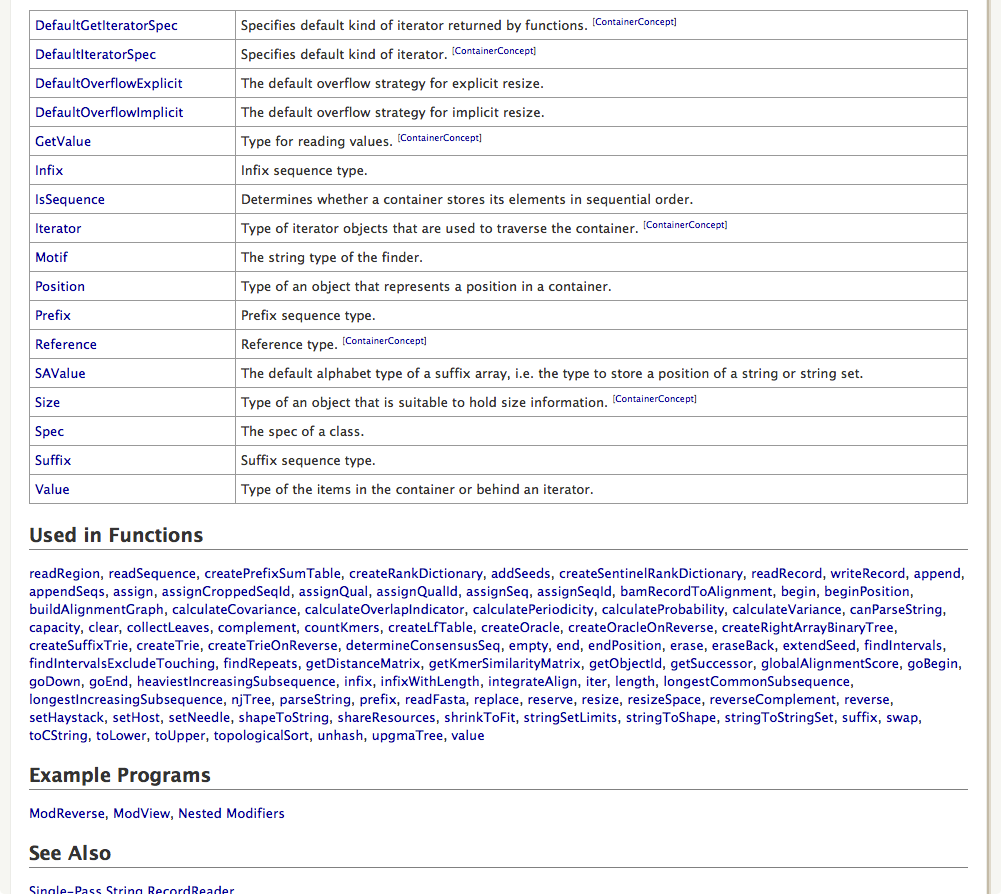 DefaultGetIteratorSpec Specifies default kind of iterator returned by functions. [ContainerConcept]
DefaultIteratorSpec Specifies default kind of iterator. [ContainerConcept]
DefaultOverflowExplicit The default overflow strategy for explicit resize.
DefaultOverflowImplicit The default overflow strategy for implicit resize.
GetValue Type for reading values. [ContainerConcept]
Infix Infix sequence type.
IsSequence Determines whether a container stores its elements in sequential order.
Iterator Type of iterator objects that are used to traverse the container. [ContainerConcept]
Motif The string type of the finder.
Position Type of an object that represents a position in a container.
Prefix Prefix sequence type.
Reference Reference type. [ContainerConcept]
SAValue The default alphabet type of a suffix array, i.e. the type to store a position of a string or string set.
Size Type of an object that is suitable to hold size information. [ContainerConcept]
Spec The spec of a class.
Suffix Suffix sequence type.
Value Type of the items in the container or behind an iterator.
Used in Functions
readRegion, readSequence, createPrefixSumTable, createRankDictionary, addSeeds, createSentinelRankDictionary, readRecord, writeRecord, append,
appendSeqs, assign, assignCroppedSeqId, assignQual, assignQualId, assignSeq, assignSeqId, bamRecordToAlignment, begin, beginPosition,
buildAlignmentGraph, calculateCovariance, calculateOverlapIndicator, calculatePeriodicity, calculateProbability, calculateVariance, canParseString,
capacity, clear, collectLeaves, complement, countKmers, createLfTable, createOracle, createOracleOnReverse, createRightArrayBinaryTree,
createSuffixTrie, createTrie, createTrieOnReverse, determineConsensusSeq, empty, end, endPosition, erase, eraseBack, extendSeed, findIntervals,
findIntervalsExcludeTouching, findRepeats, getDistanceMatrix, getKmerSimilarityMatrix, getObjectId, getSuccessor, globalAlignmentScore, goBegin,
goDown, goEnd, heaviestIncreasingSubsequence, infix, infixWithLength, integrateAlign, iter, length, longestCommonSubsequence,
longestIncreasingSubsequence, njTree, parseString, prefix, readFasta, replace, reserve, resize, resizeSpace, reverseComplement, reverse,
setHaystack, setHost, setNeedle, shapeToString, shareResources, shrinkToFit, stringSetLimits, stringToShape, stringToStringSet, suffix, swap,
toCString, toLower, toUpper, topologicalSort, unhash, upgmaTree, value
Example Programs
ModReverse, ModView, Nested Modifiers
See Also
Single-Pass String RecordReader